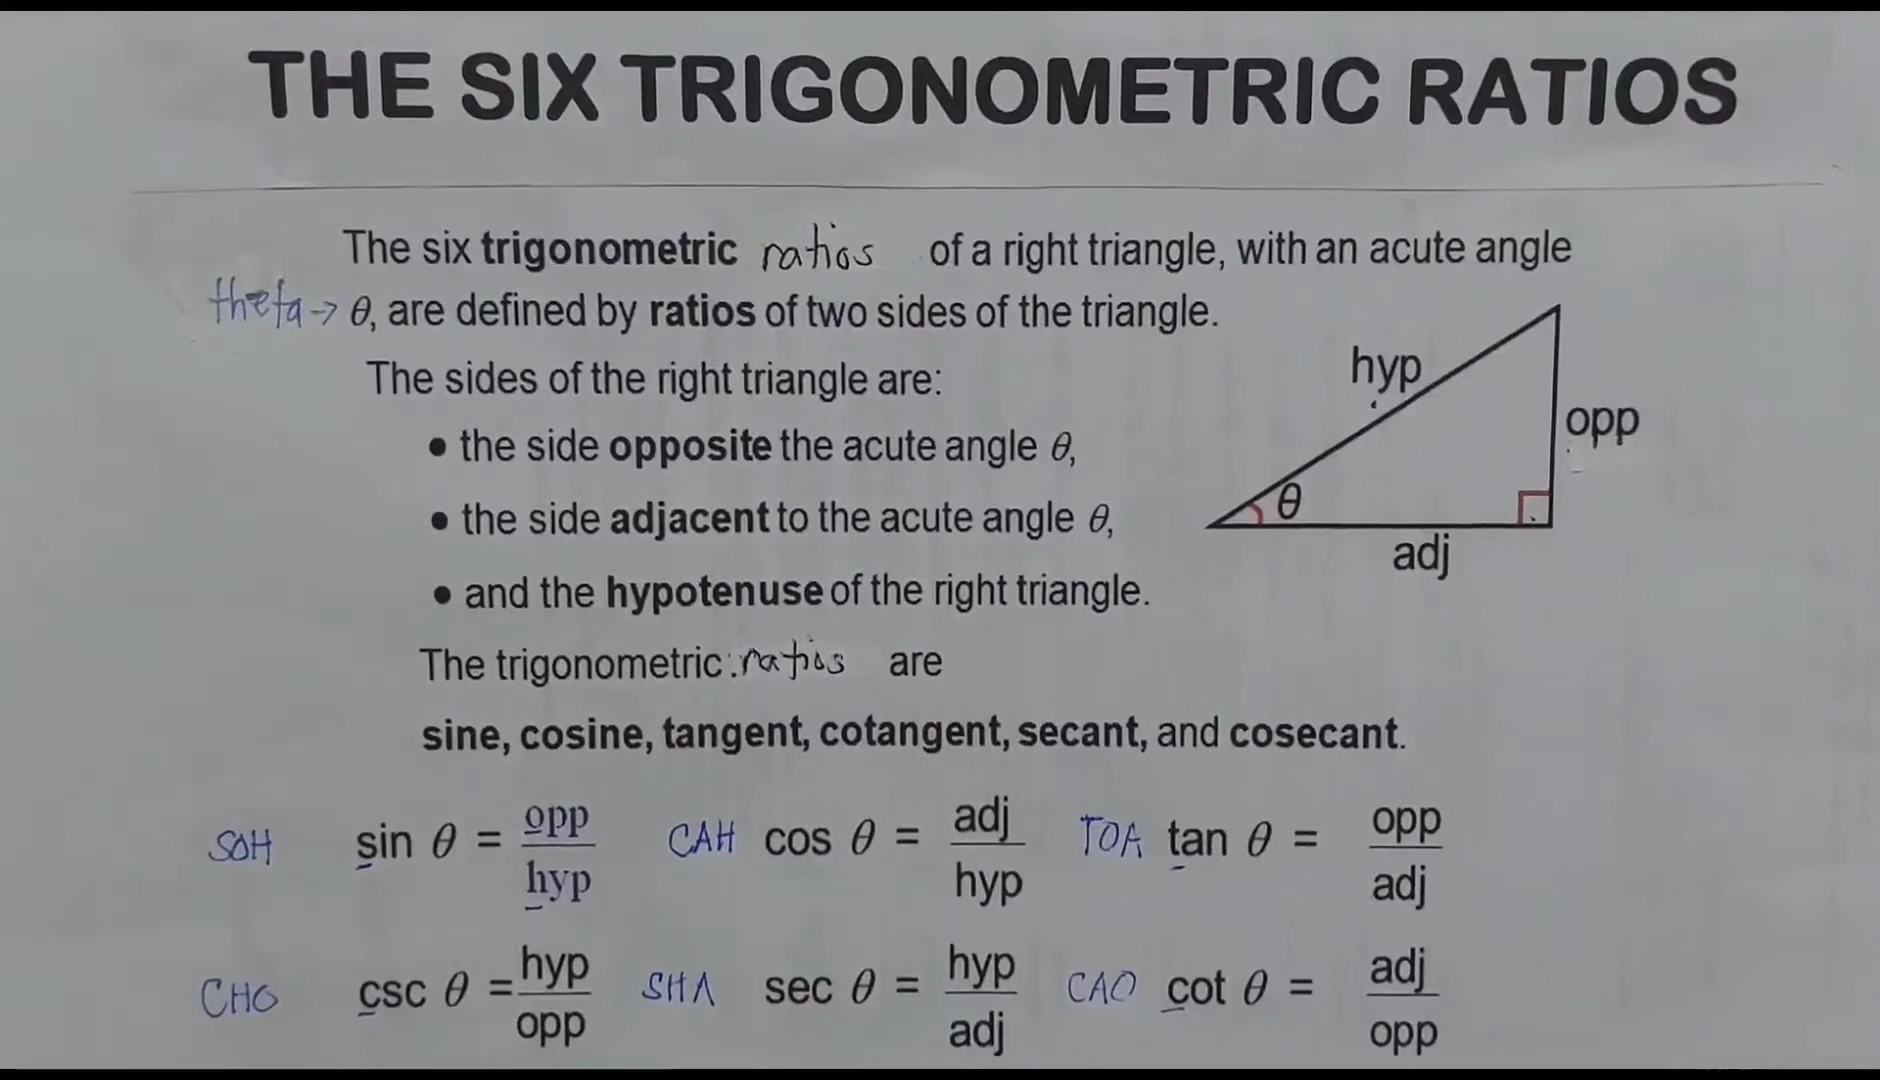 THE SIX TRIGONOMETRIC RATIOS
The six trigonometric ratios of a right triangle, with an acute angle
theta → θ, are defined by ratios of two sides of the triangle.
The sides of the right triangle are:
• the side opposite the acute angle θ,
• the side adjacent to the acute angle θ,
• and the hypotenuse of the right triangle.
hyp
opp
θ
adj
The trigonometric ratios are
sine, cosine, tangent, cotangent, secant, and cosecant.
SOH sin θ = opp/hyp CAH cos θ = adj/hyp TOA tan θ = opp/adj
CHO csc θ = hyp/opp SHA sec θ = hyp/adj CAO cot θ = adj/opp